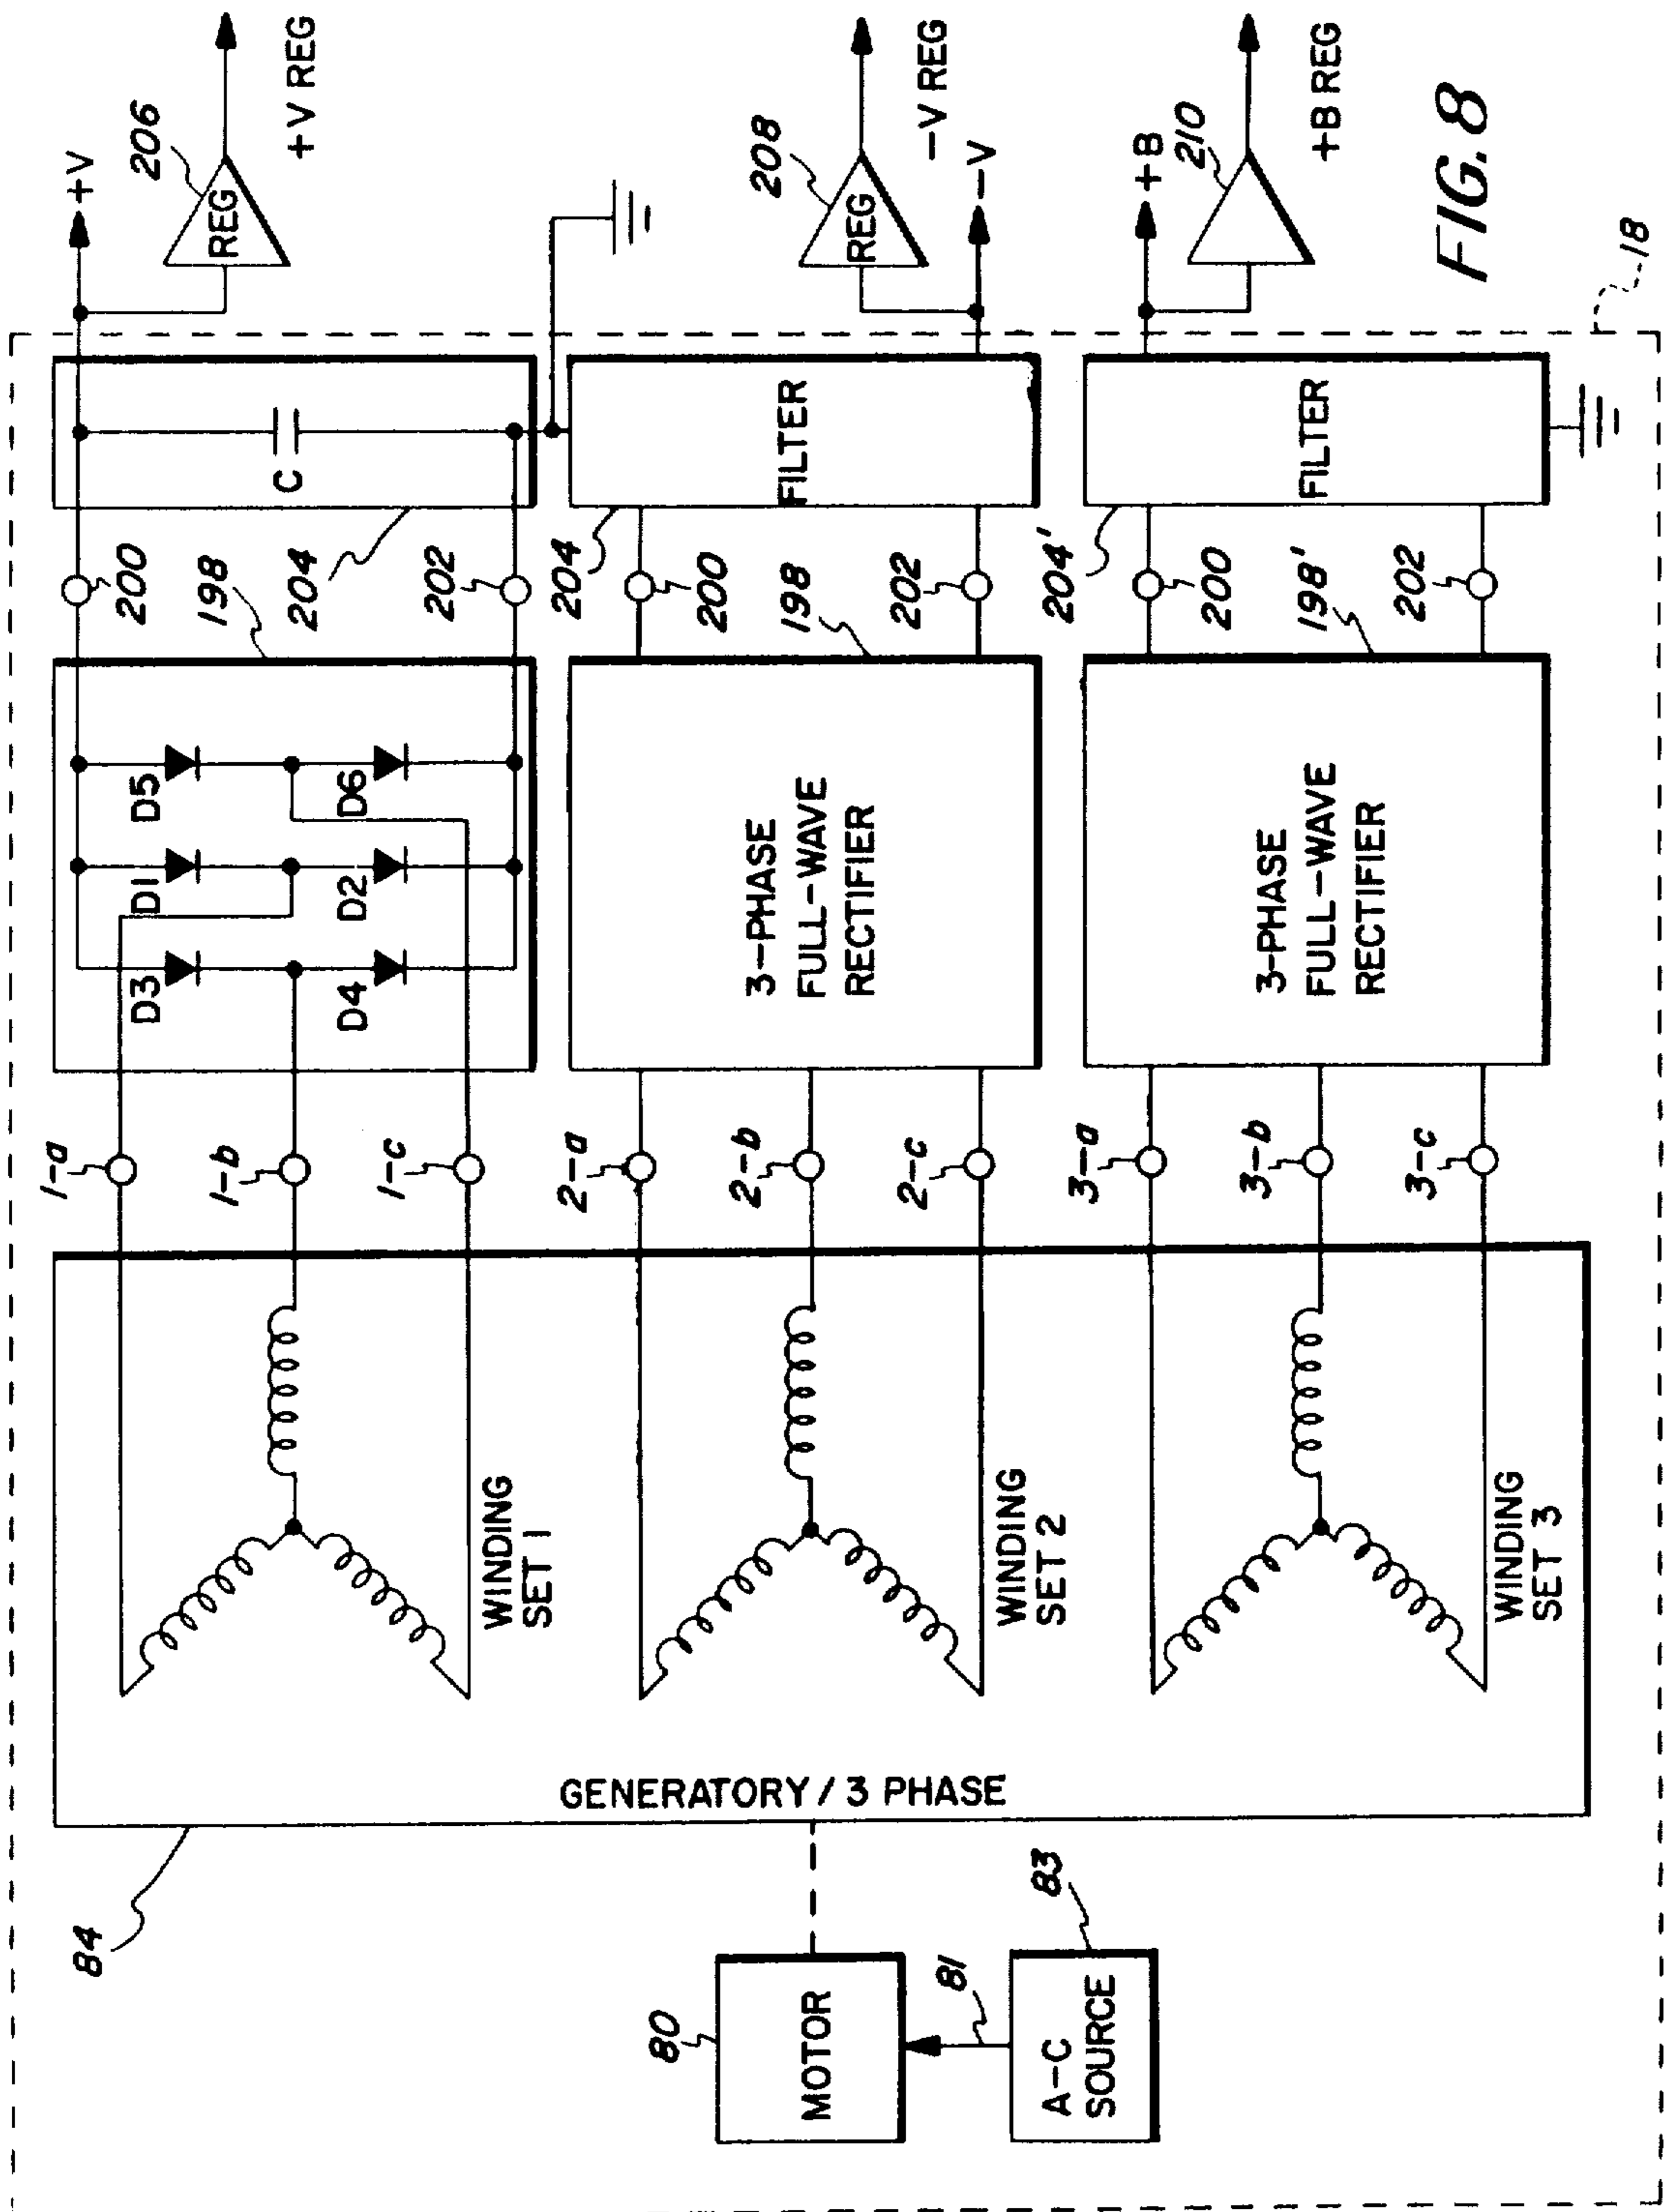 +V
206
REG
+V REG
1-a
200
198
D3
D1
D5
204
C
1-b
D4
D2
D6
1-c
202
WINDING
SET 1
84
GENERATORY / 3 PHASE
204
2-a
200
FILTER
208
REG
-V REG
80
MOTOR
2-b
3-PHASE
FULL-WAVE
RECTIFIER
198
2-c
202
-V
WINDING
SET 2
81
83
A-C
SOURCE
204'
3-a
200
+B
210
+B REG
3-b
3-PHASE
FULL-WAVE
RECTIFIER
198'
FILTER
3-c
202
WINDING
SET 3
FIG. 8
18